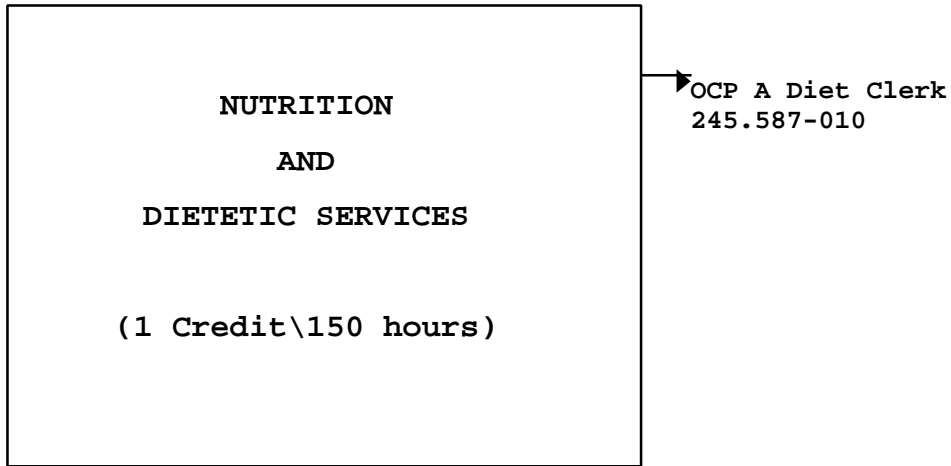 NUTRITION
AND
DIETETIC SERVICES
(1 Credit\150 hours)
OCP A Diet Clerk
245.587-010